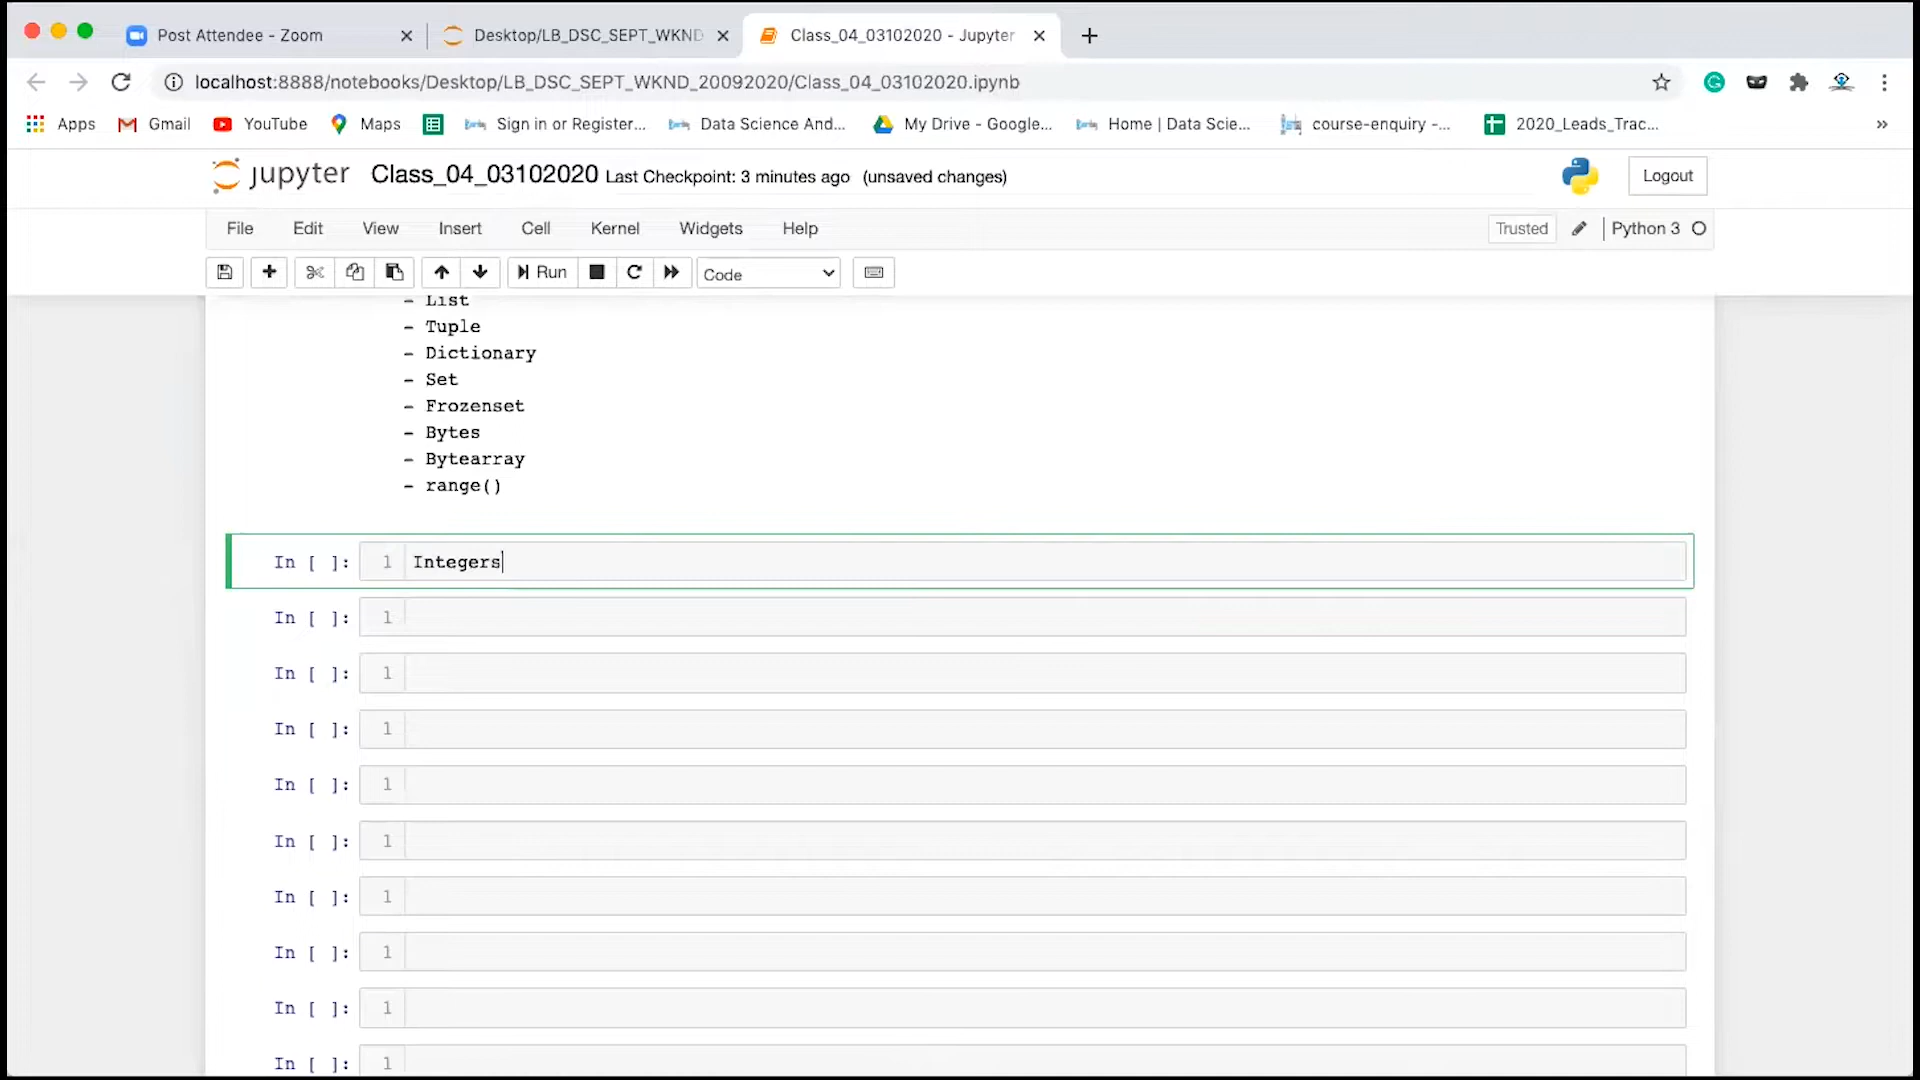 Post Attendee - Zoom
Desktop/LB_DSC_SEPT_WKND
Class_04_03102020 - Jupyter
localhost:8888/notebooks/Desktop/LB_DSC_SEPT_WKND_20092020/Class_04_03102020.ipynb
Apps Gmail YouTube Maps Sign in or Register... Data Science And... My Drive - Google... Home | Data Scie... course-enquiry -... 2020_Leads_Trac... »
jupyter Class_04_03102020 Last Checkpoint: 3 minutes ago (unsaved changes) Logout
File Edit View Insert Cell Kernel Widgets Help Trusted Python 3
Run Code
- List
- Tuple
- Dictionary
- Set
- Frozenset
- Bytes
- Bytearray
- range()
In [ ]: 1 Integers
In [ ]: 1
In [ ]: 1
In [ ]: 1
In [ ]: 1
In [ ]: 1
In [ ]: 1
In [ ]: 1
In [ ]: 1
In [ ]: 1